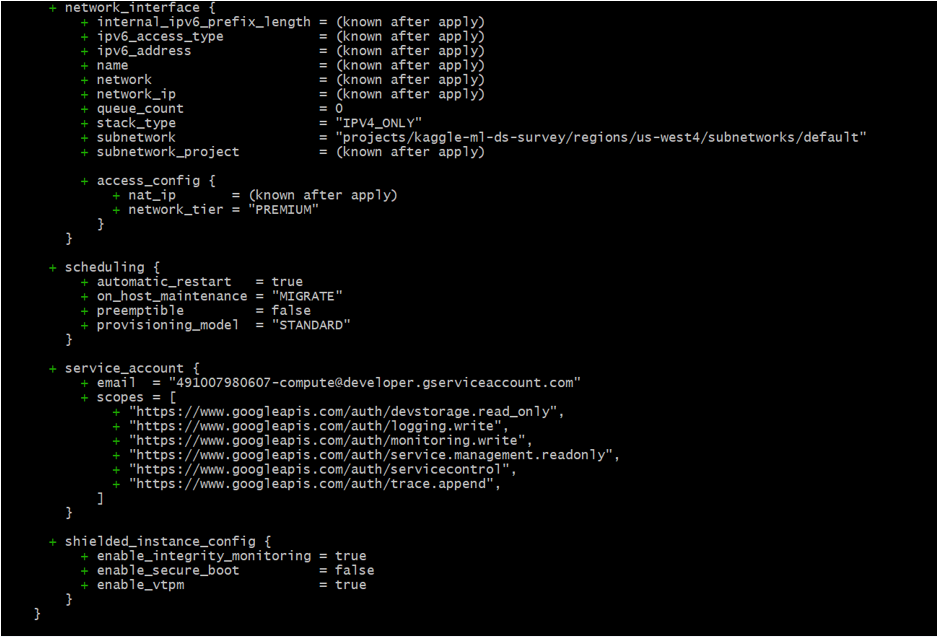 + network_interface {
+ internal_ipv6_prefix_length = (known after apply)
+ ipv6_access_type = (known after apply)
+ ipv6_address = (known after apply)
+ name = (known after apply)
+ network = (known after apply)
+ network_ip = (known after apply)
+ queue_count = 0
+ stack_type = "IPV4_ONLY"
+ subnetwork = "projects/kaggle-ml-ds-survey/regions/us-west4/subnetworks/default"
+ subnetwork_project = (known after apply)
+ access_config {
+ nat_ip = (known after apply)
+ network_tier = "PREMIUM"
}
}
+ scheduling {
+ automatic_restart = true
+ on_host_maintenance = "MIGRATE"
+ preemptible = false
+ provisioning_model = "STANDARD"
}
+ service_account {
+ email = "491007980607-compute@developer.gserviceaccount.com"
+ scopes = [
+ "https://www.googleapis.com/auth/devstorage.read_only",
+ "https://www.googleapis.com/auth/logging.write",
+ "https://www.googleapis.com/auth/monitoring.write",
+ "https://www.googleapis.com/auth/service.management.readonly",
+ "https://www.googleapis.com/auth/servicecontrol",
+ "https://www.googleapis.com/auth/trace.append",
]
}
+ shielded_instance_config {
+ enable_integrity_monitoring = true
+ enable_secure_boot = false
+ enable_vtpm = true
}
}